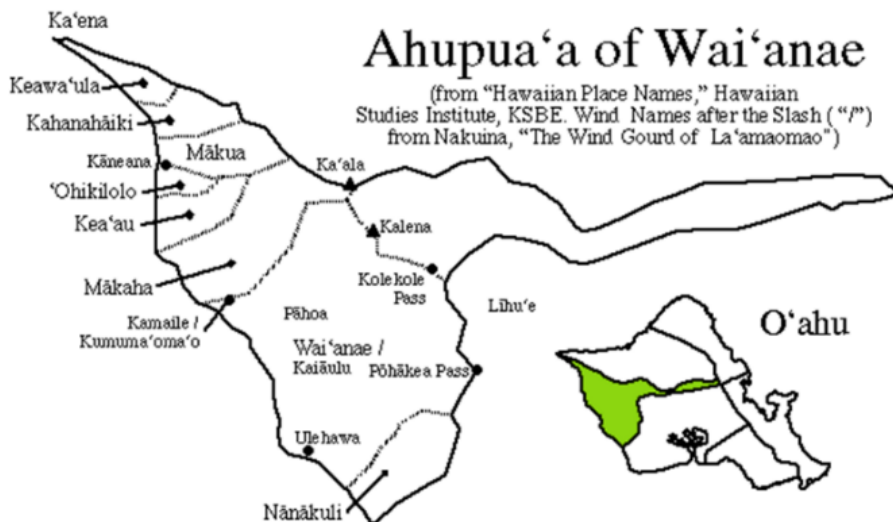 Ka'ena
Ahupua'a of Wai'anae
(from "Hawaiian Place Names," Hawaiian
Studies Institute, KSBE. Wind Names after the Slash ("/")
from Nakuina, "The Wind Gourd of La'amaomao")
Keawa'ula
Kahanahāiki
Mākua
Kāneana
Ka'ala
'Ohikilolo
Kea'au
Kalena
Mākaha
Kolekole
Pass
Līhu'e
Kamaile /
Kumuma'oma'o
Pāhoa
O'ahu
Wai'anae /
Kaiāulu
Pōhākea Pass
Ulehawa
Nānākuli